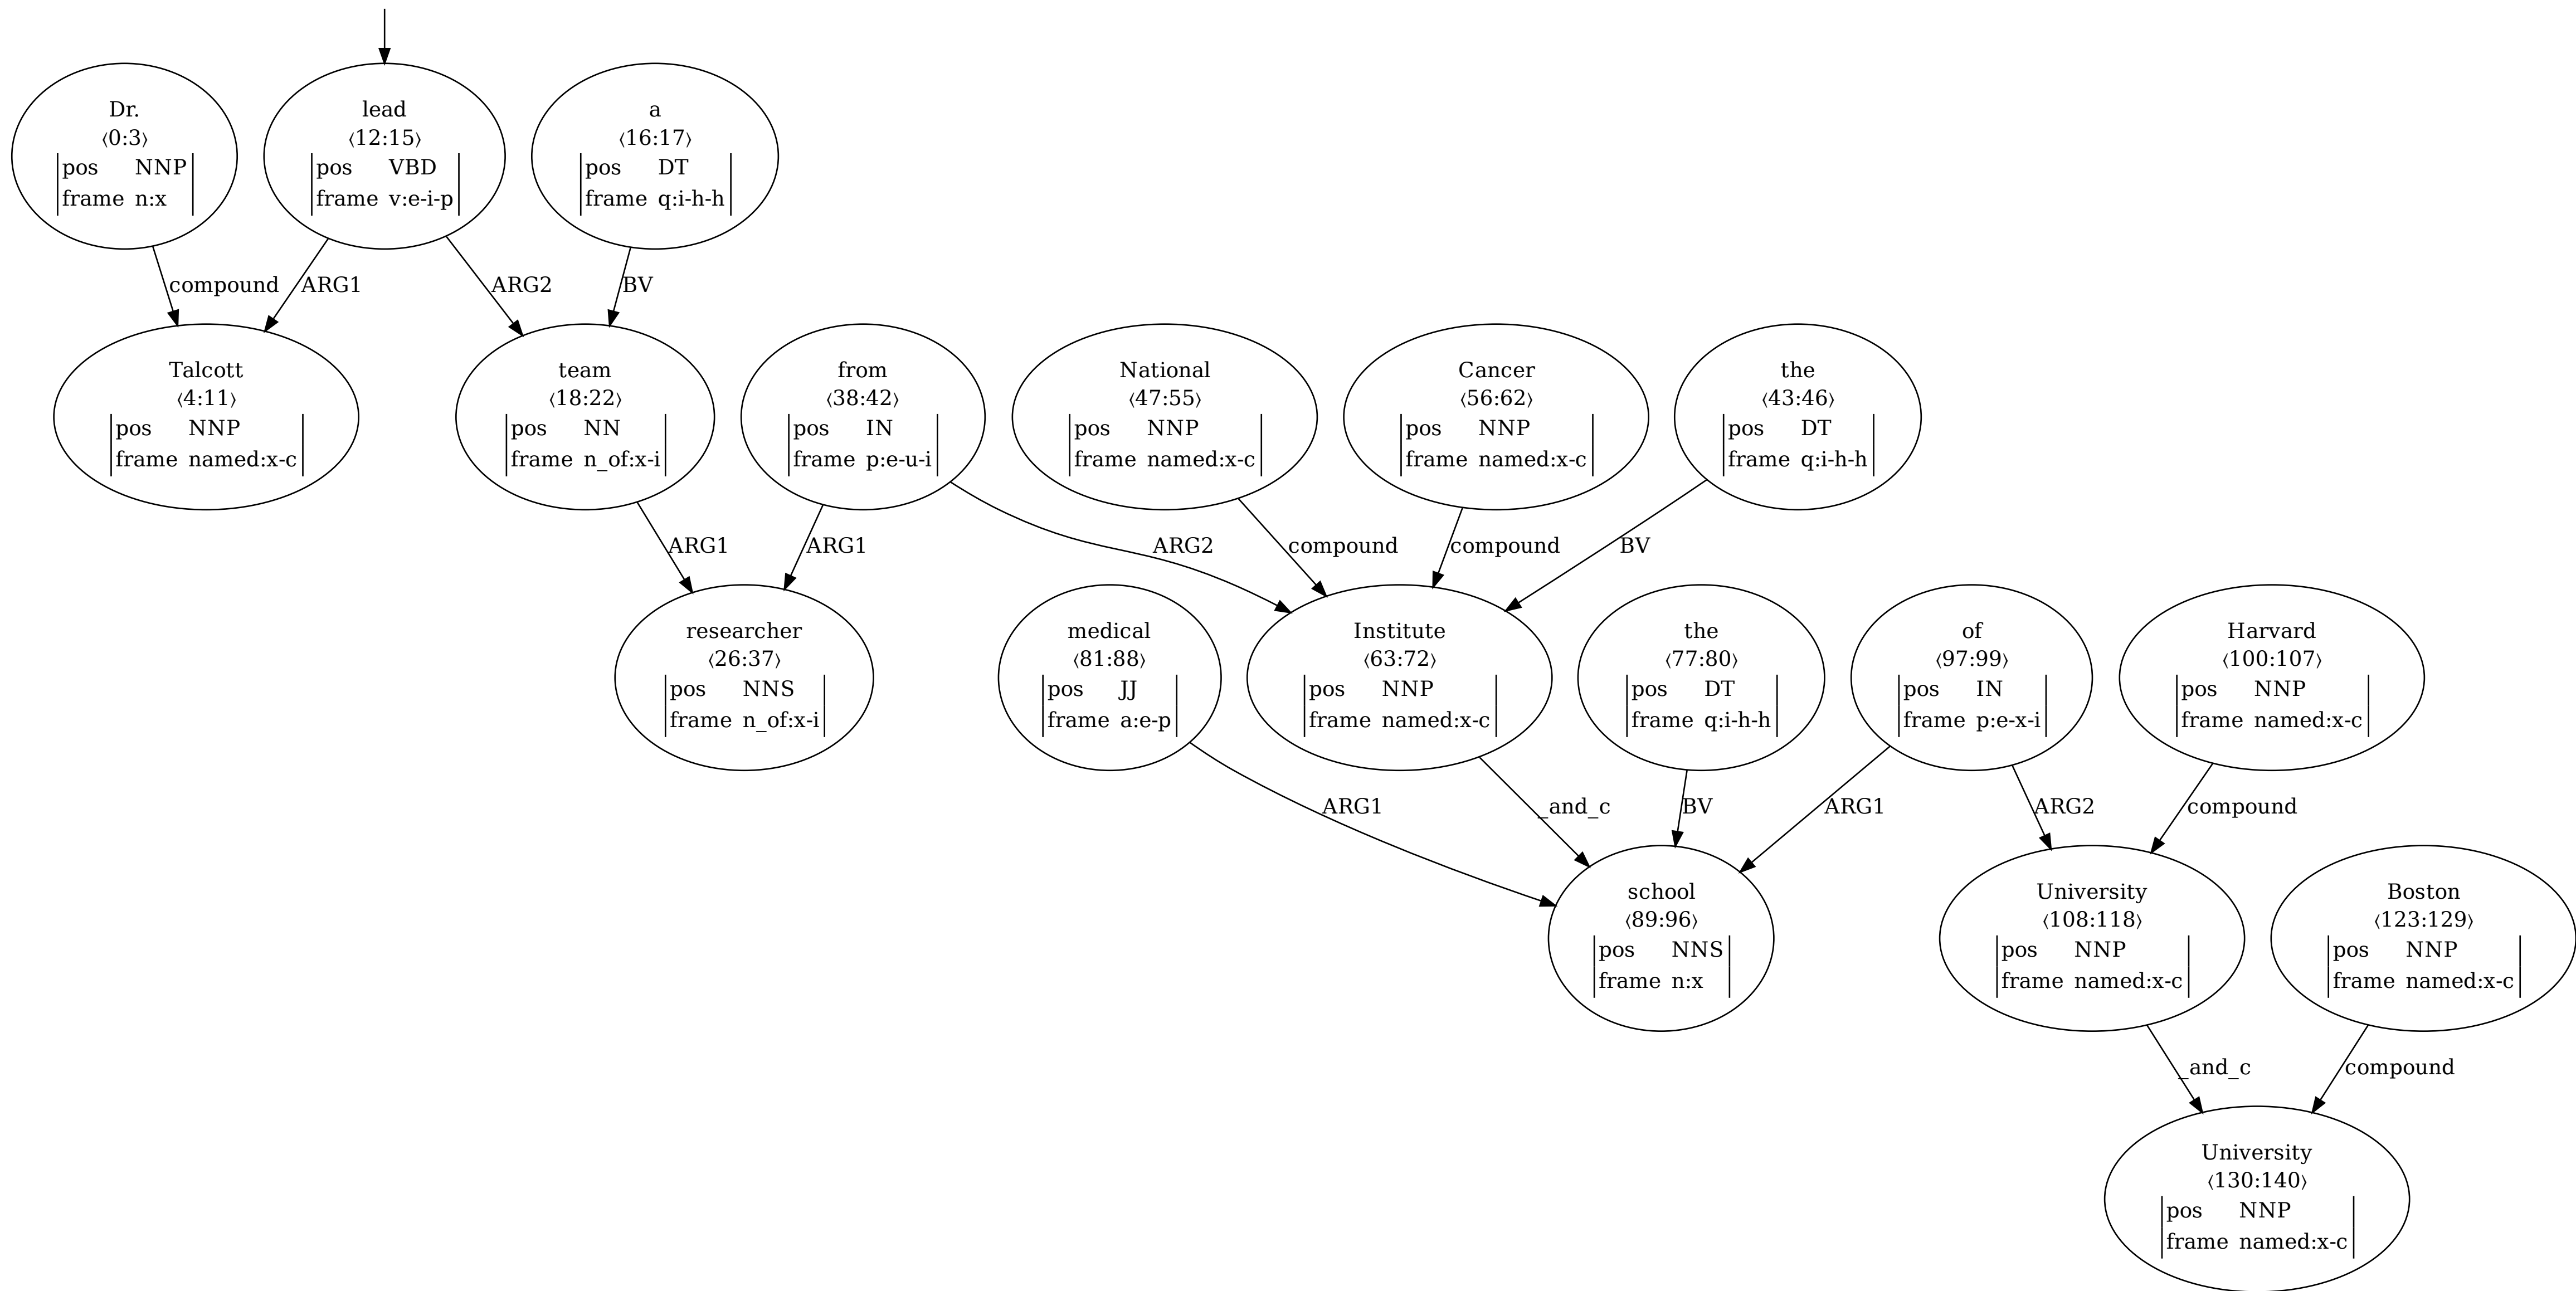 Dr.
⟨0:3⟩
pos NNP
frame n:x
lead
⟨12:15⟩
pos VBD
frame v:e-i-p
a
⟨16:17⟩
pos DT
frame q:i-h-h
compound
ARG1
ARG2
BV
Talcott
⟨4:11⟩
pos NNP
frame named:x-c
team
⟨18:22⟩
pos NN
frame n_of:x-i
from
⟨38:42⟩
pos IN
frame p:e-u-i
National
⟨47:55⟩
pos NNP
frame named:x-c
Cancer
⟨56:62⟩
pos NNP
frame named:x-c
the
⟨43:46⟩
pos DT
frame q:i-h-h
ARG1
ARG1
ARG2
compound
compound
BV
researcher
⟨26:37⟩
pos NNS
frame n_of:x-i
medical
⟨81:88⟩
pos JJ
frame a:e-p
Institute
⟨63:72⟩
pos NNP
frame named:x-c
the
⟨77:80⟩
pos DT
frame q:i-h-h
of
⟨97:99⟩
pos IN
frame p:e-x-i
Harvard
⟨100:107⟩
pos NNP
frame named:x-c
ARG1
_and_c
BV
ARG1
ARG2
compound
school
⟨89:96⟩
pos NNS
frame n:x
University
⟨108:118⟩
pos NNP
frame named:x-c
Boston
⟨123:129⟩
pos NNP
frame named:x-c
_and_c
compound
University
⟨130:140⟩
pos NNP
frame named:x-c